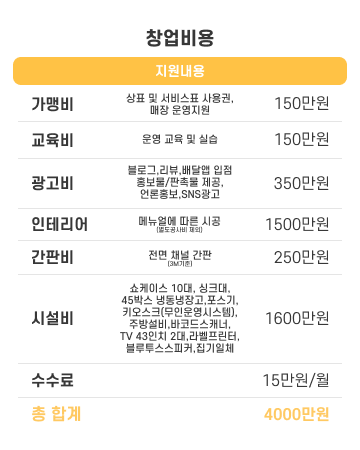 창업비용
지원내용
가맹비 상표 및 서비스표 사용권, 150만원
매장 운영지원
교육비 운영 교육 및 실습 150만원
광고비 블로그,리뷰,배달앱 입점 350만원
홍보물/판촉물 제공,
언론홍보,SNS광고
인테리어 메뉴얼에 따른 시공 1500만원
(별도공사비 제외)
간판비 전면 채널 간판 250만원
(3M기준)
시설비 쇼케이스 10대, 싱크대, 1600만원
45박스 냉동냉장고,포스기,
키오스크(무인운영시스템),
주방설비,바코드스캐너,
TV 43인치 2대,라벨프린터,
블루투스스피커,집기일체
수수료 15만원/월
총 합계 4000만원